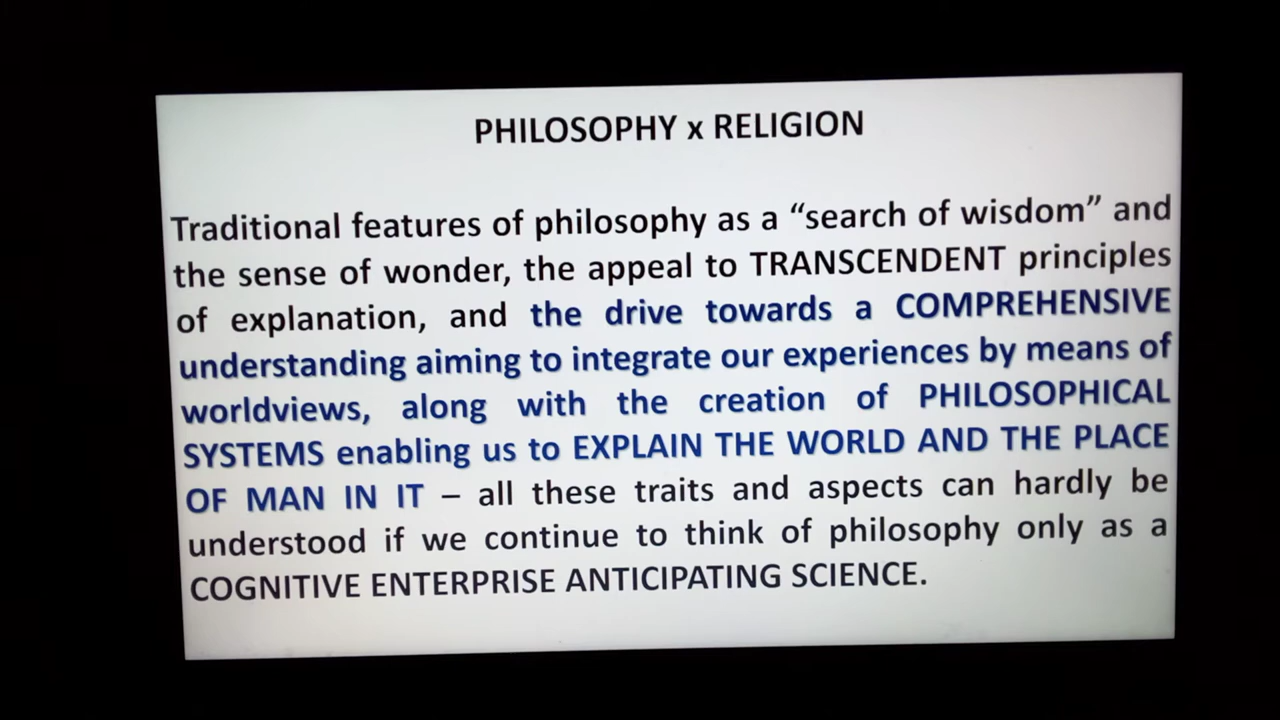 PHILOSOPHY x RELIGION
Traditional features of philosophy as a “search of wisdom” and
the sense of wonder, the appeal to TRANSCENDENT principles
of explanation, and the drive towards a COMPREHENSIVE
understanding aiming to integrate our experiences by means of
worldviews, along with the creation of PHILOSOPHICAL
SYSTEMS enabling us to EXPLAIN THE WORLD AND THE PLACE
OF MAN IN IT – all these traits and aspects can hardly be
understood if we continue to think of philosophy only as a
COGNITIVE ENTERPRISE ANTICIPATING SCIENCE.